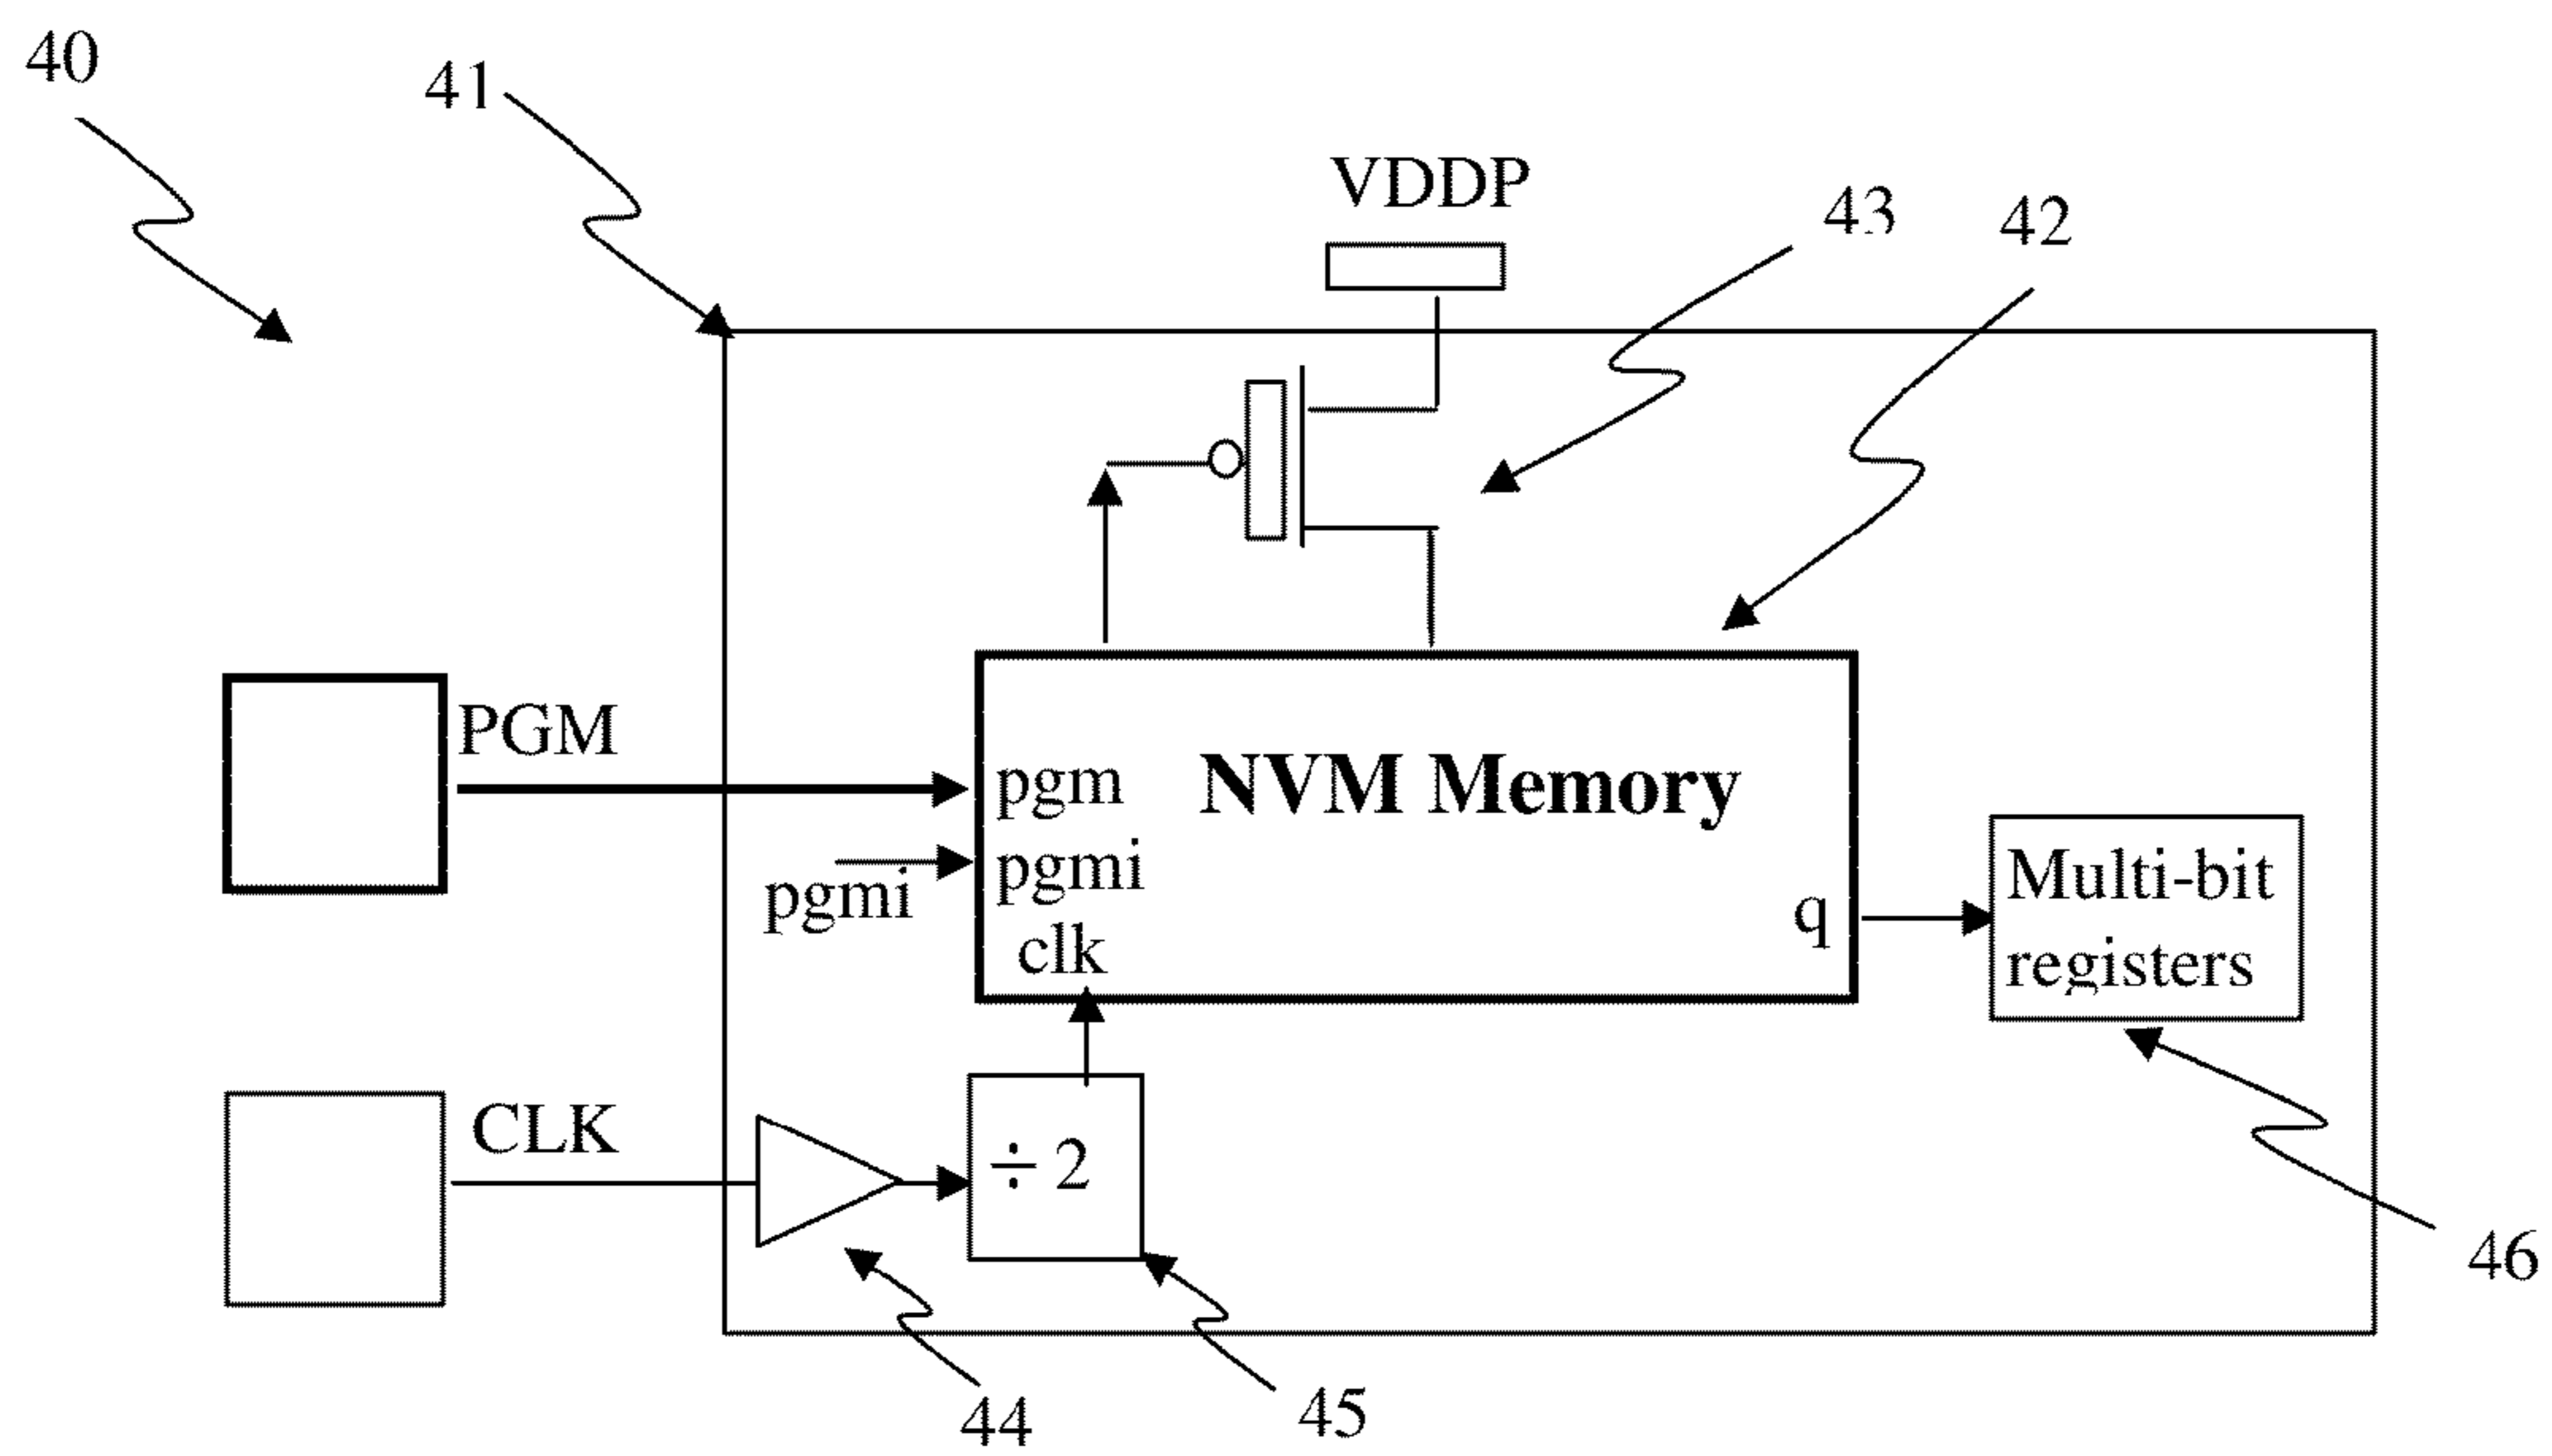 40
41
VDDP
43
42
PGM
pgm
NVM Memory
pgmi
pgmi
clk
q
Multi-bit
registers
CLK
÷ 2
46
44
45